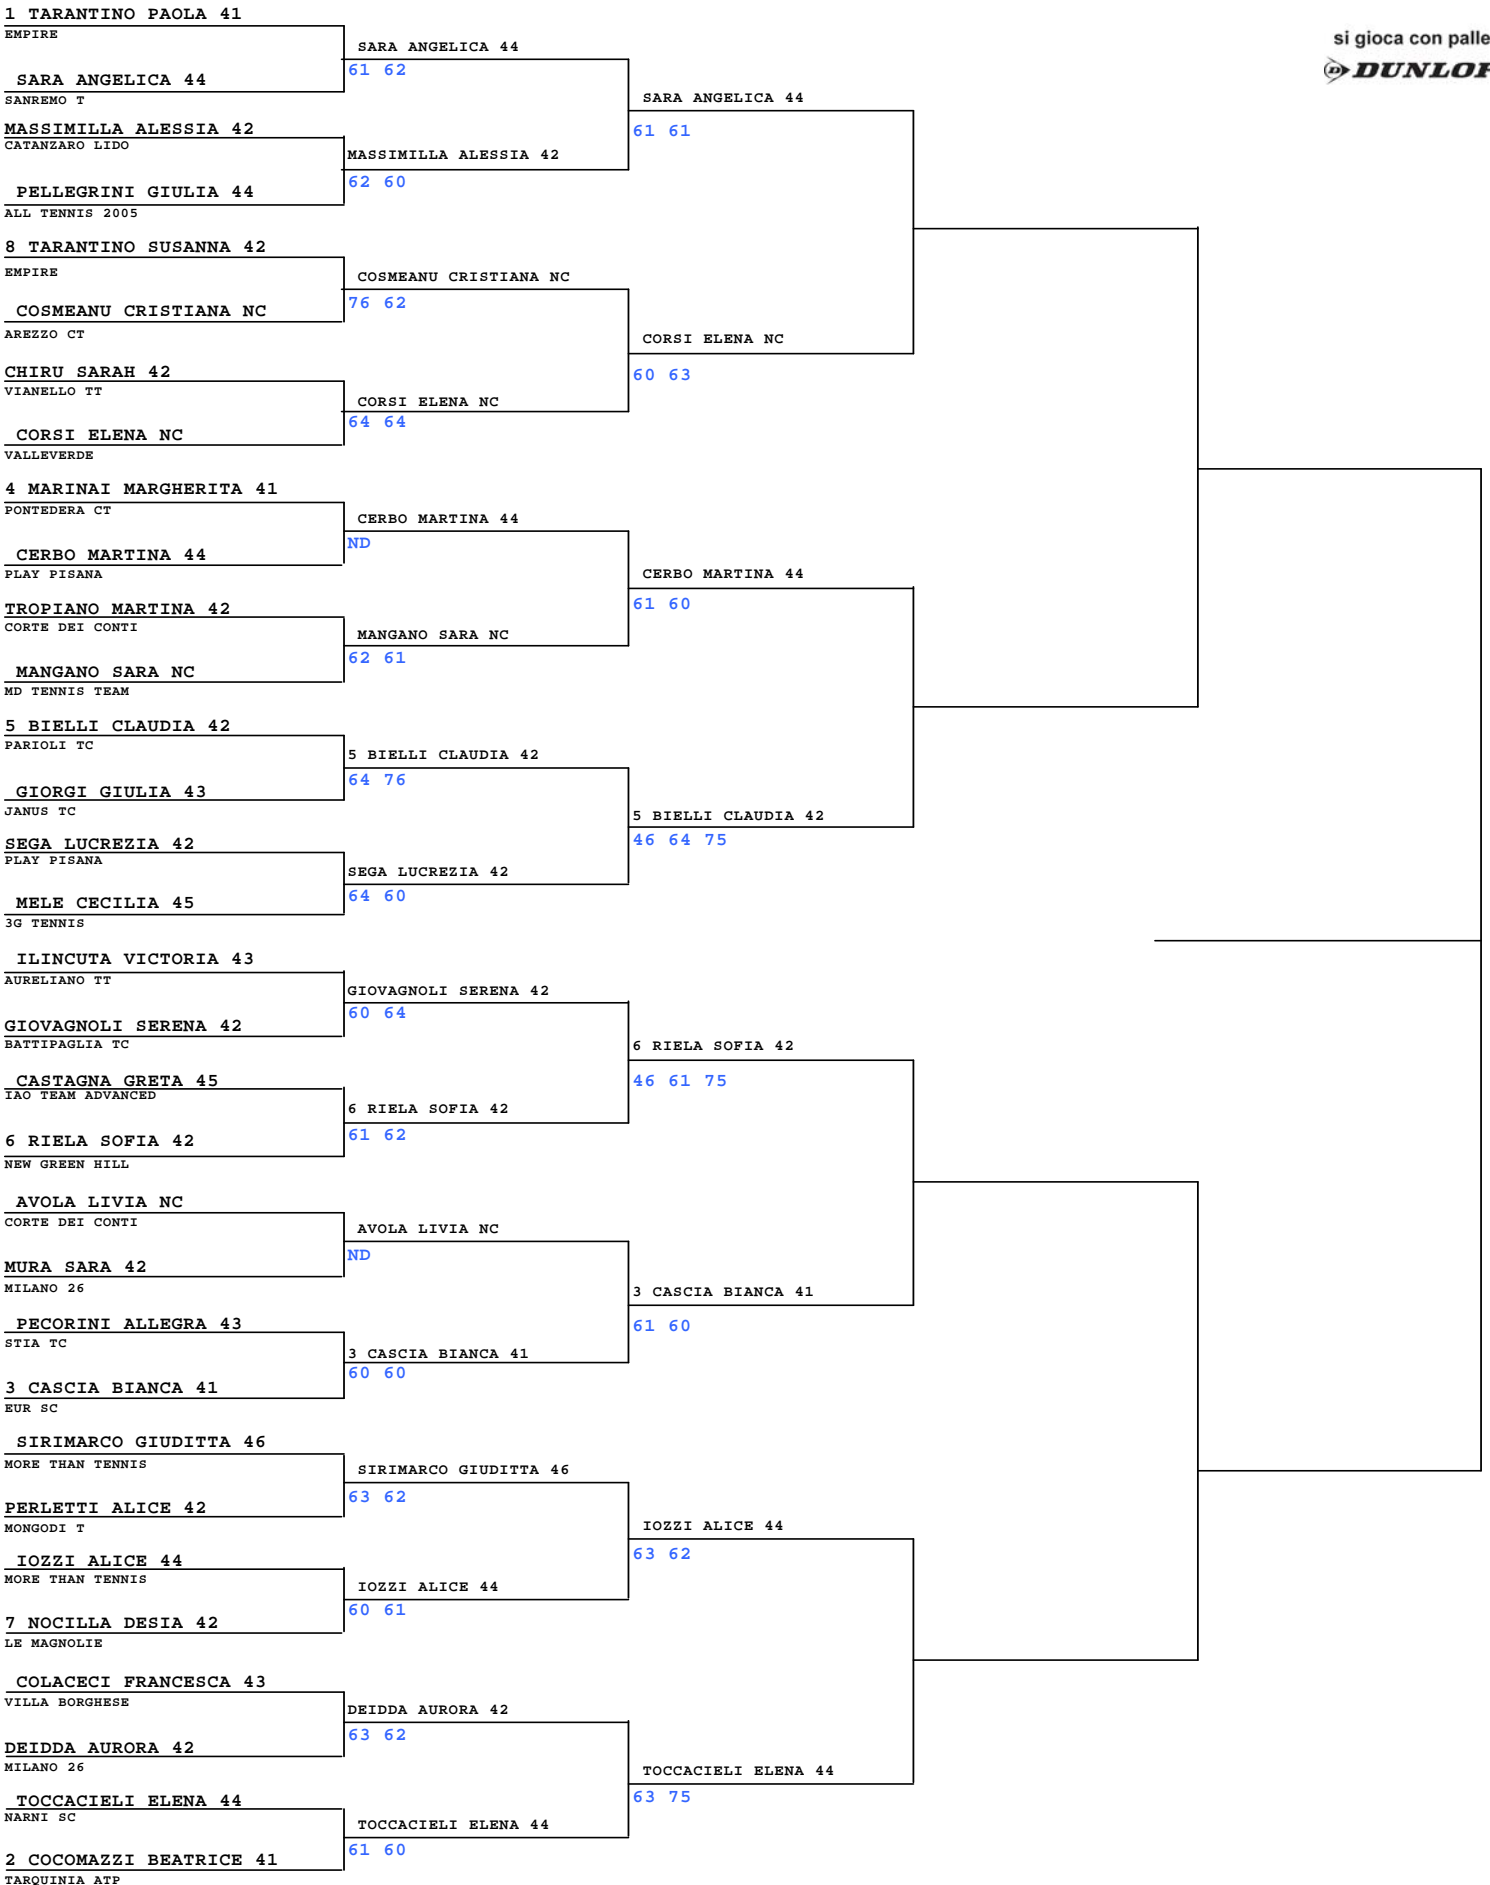 1 TARANTINO PAOLA 41
EMPIRE
SARA ANGELICA 44
SANREMO T
MASSIMILLA ALESSIA 42
CATANZARO LIDO
PELLEGRINI GIULIA 44
ALL TENNIS 2005
8 TARANTINO SUSANNA 42
EMPIRE
COSMEANU CRISTIANA NC
AREZZO CT
CHIRU SARAH 42
VIANELLO TT
CORSI ELENA NC
VALLEVERDE
4 MARINAI MARGHERITA 41
PONTEDERA CT
CERBO MARTINA 44
PLAY PISANA
TROPIANO MARTINA 42
CORTE DEI CONTI
MANGANO SARA NC
MD TENNIS TEAM
5 BIELLI CLAUDIA 42
PARIOLI TC
GIORGI GIULIA 43
JANUS TC
SEGA LUCREZIA 42
PLAY PISANA
MELE CECILIA 45
3G TENNIS
ILINCUTA VICTORIA 43
AURELIANO TT
GIOVAGNOLI SERENA 42
BATTIPAGLIA TC
CASTAGNA GRETA 45
IAO TEAM ADVANCED
6 RIELA SOFIA 42
NEW GREEN HILL
AVOLA LIVIA NC
CORTE DEI CONTI
MURA SARA 42
MILANO 26
PECORINI ALLEGRA 43
STIA TC
3 CASCIA BIANCA 41
EUR SC
SIRIMARCO GIUDITTA 46
MORE THAN TENNIS
PERLETTI ALICE 42
MONGODI T
IOZZI ALICE 44
MORE THAN TENNIS
7 NOCILLA DESIA 42
LE MAGNOLIE
COLACECI FRANCESCA 43
VILLA BORGHESE
DEIDDA AURORA 42
MILANO 26
TOCCACIELI ELENA 44
NARNI SC
2 COCOMAZZI BEATRICE 41
TARQUINIA ATP
SARA ANGELICA 44
61 62
MASSIMILLA ALESSIA 42
62 60
COSMEANU CRISTIANA NC
76 62
CORSI ELENA NC
64 64
CERBO MARTINA 44
ND
MANGANO SARA NC
62 61
5 BIELLI CLAUDIA 42
64 76
SEGA LUCREZIA 42
64 60
GIOVAGNOLI SERENA 42
60 64
6 RIELA SOFIA 42
61 62
AVOLA LIVIA NC
ND
3 CASCIA BIANCA 41
60 60
SIRIMARCO GIUDITTA 46
63 62
IOZZI ALICE 44
60 61
DEIDDA AURORA 42
63 62
TOCCACIELI ELENA 44
61 60
SARA ANGELICA 44
61 61
CORSI ELENA NC
60 63
CERBO MARTINA 44
61 60
5 BIELLI CLAUDIA 42
46 64 75
6 RIELA SOFIA 42
46 61 75
3 CASCIA BIANCA 41
61 60
IOZZI ALICE 44
63 62
TOCCACIELI ELENA 44
63 75
si gioca con palle
DUNLOP